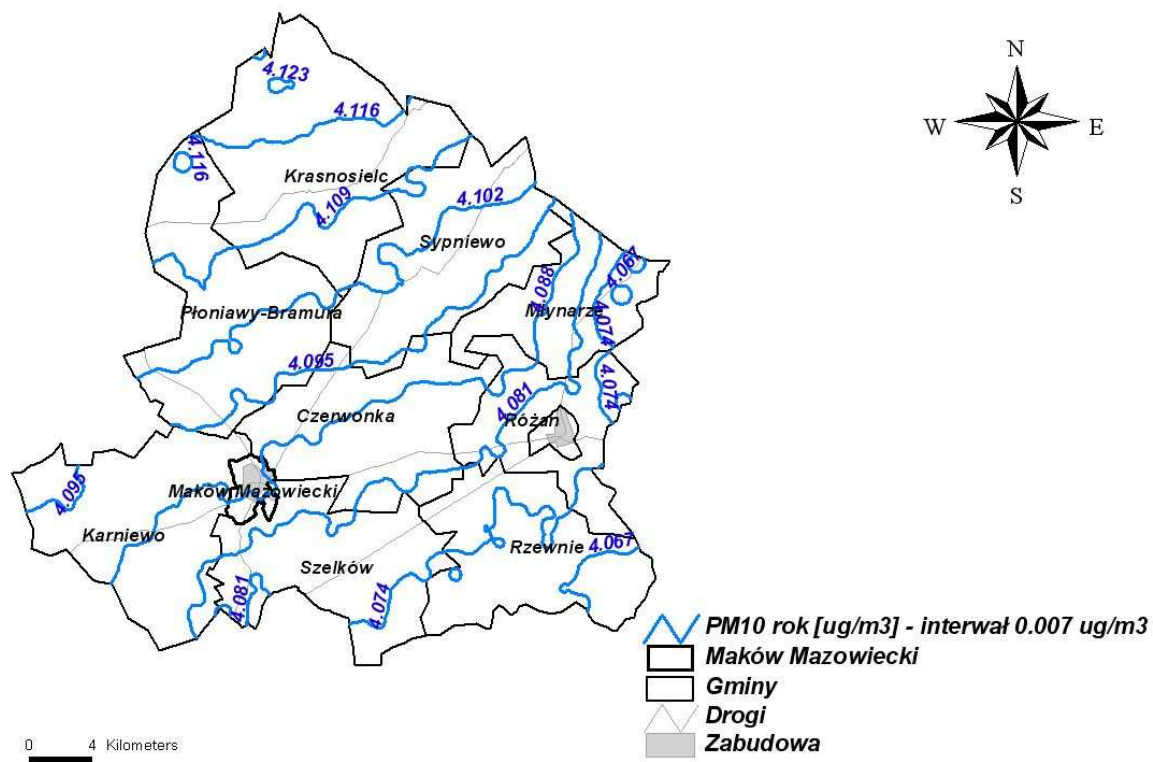 N
W
E
S
4.123
4.116
4.116
Krasnosielc
4.109
4.102
Sypniewo
4.067
4.088
Płoniawy-Bramura
Młynarze
4.074
4.095
4.074
4.081
Czerwonka
Różan
4.095
Maków Mazowiecki
Karniewo
Rzewnie
4.067
Szelków
4.081
4.074
PM10 rok [ug/m3] - interwał 0.007 ug/m3
Maków Mazowiecki
Gminy
Drogi
Zabudowa
0 4 Kilometers